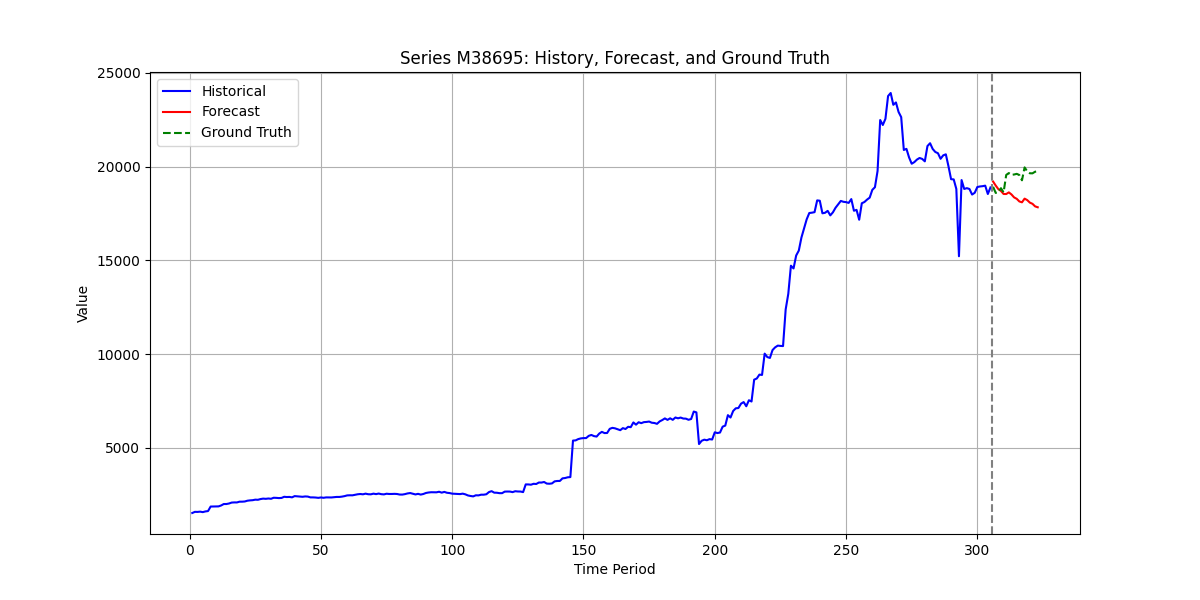 Series M38695: History, Forecast, and Ground Truth
25000
20000
15000
10000
5000
Value
Historical
Forecast
Ground Truth
0
50
100
150
200
250
300
Time Period